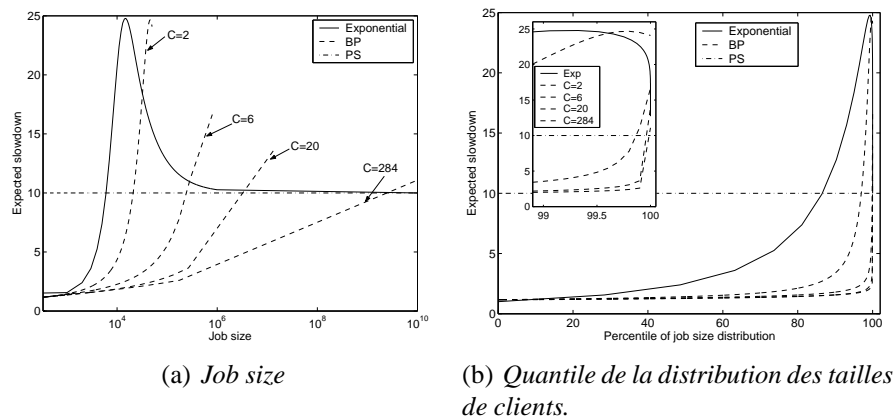 25
20
15
10
5
0
Expected slowdown
10^4
10^6
10^8
10^10
Job size
Exponential
BP
PS
C=2
C=6
C=20
C=284
(a) Job size
25
20
15
10
5
0
Expected slowdown
0
20
40
60
80
100
Percentile of job size distribution
Exponential
BP
PS
25
20
15
10
5
0
99
99.5
100
Exp
C=2
C=6
C=20
C=284
(b) Quantile de la distribution des tailles
de clients.